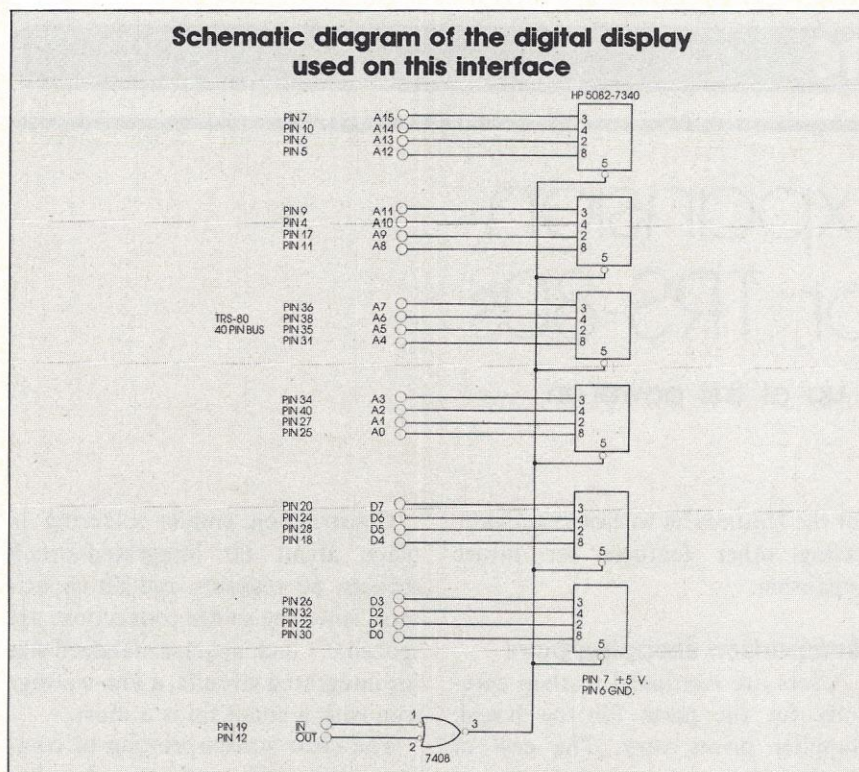 Schematic diagram of the digital display
used on this interface
HP 5082-7340
PIN 7 A15 3
PIN 10 A14 4
PIN 6 A13 2
PIN 5 A12 8
5
PIN 9 A11 3
PIN 4 A10 4
PIN 17 A9 2
PIN 11 A8 8
5
PIN 36 A7 3
PIN 38 A6 4
PIN 35 A5 2
PIN 31 A4 8
TRS-80
40 PIN BUS
5
PIN 34 A3 3
PIN 40 A2 4
PIN 27 A1 2
PIN 25 A0 8
5
PIN 20 D7 3
PIN 24 D6 4
PIN 28 D5 2
PIN 18 D4 8
5
PIN 26 D3 3
PIN 32 D2 4
PIN 22 D1 2
PIN 30 D0 8
5
PIN 7 +5 V.
PIN 6 GND.
PIN 19 IN 1
PIN 12 OUT 2
3
7408